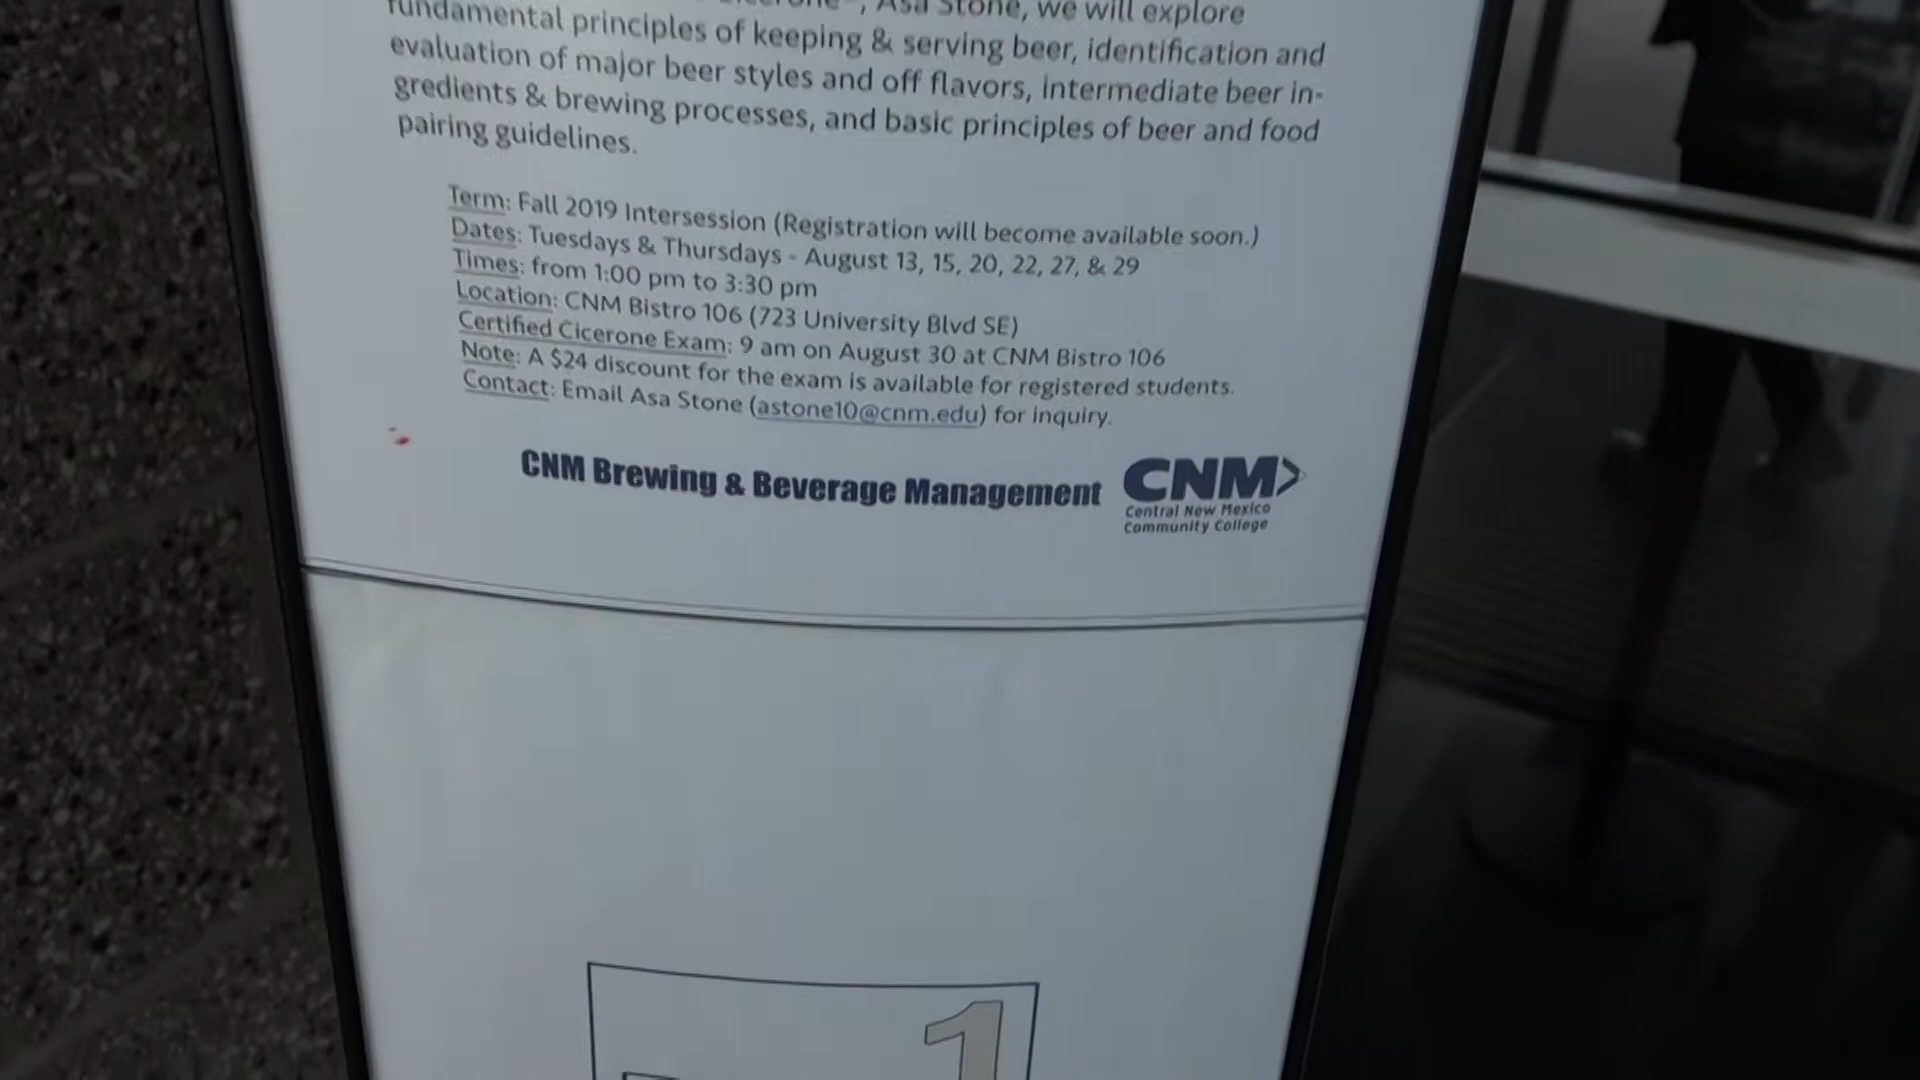 Asa Stone, we will explore
fundamental principles of keeping & serving beer, identification and
evaluation of major beer styles and off flavors, intermediate beer in-
gredients & brewing processes, and basic principles of beer and food
pairing guidelines.
Term: Fall 2019 Intersession (Registration will become available soon.)
Dates: Tuesdays & Thursdays - August 13, 15, 20, 22, 27, & 29
Times: from 1:00 pm to 3:30 pm
Location: CNM Bistro 106 (723 University Blvd SE)
Certified Cicerone Exam: 9 am on August 30 at CNM Bistro 106
Note: A $24 discount for the exam is available for registered students.
Contact: Email Asa Stone (astone10@cnm.edu) for inquiry.
CNM Brewing & Beverage Management
CNM
Central New Mexico
Community College
1